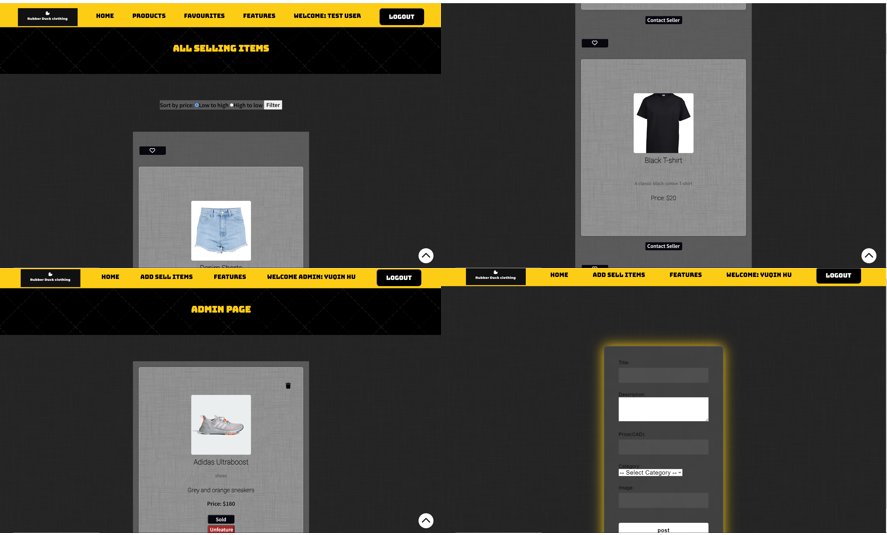 Rubber Duck clothing
HOME PRODUCTS FAVOURITES FEATURES WELCOME: TEST USER LOGOUT
ALL SELLING ITEMS
Sort by price: Low to high High to low Filter
Denim Shorts
Contact Seller
Black T-shirt
A classic black cotton T-shirt
Price: $20
Contact Seller
Rubber Duck clothing
HOME ADD SELL ITEMS FEATURES WELCOME ADMIN: YUQIN HU LOGOUT
ADMIN PAGE
Adidas Ultraboost
shoes
Grey and orange sneakers
Price: $180
Sold
Unfeature
Rubber Duck clothing
HOME ADD SELL ITEMS FEATURES WELCOME: YUQIN HU LOGOUT
Title:
Description:
Price(CAD):
Category:
-- Select Category --
Image:
post